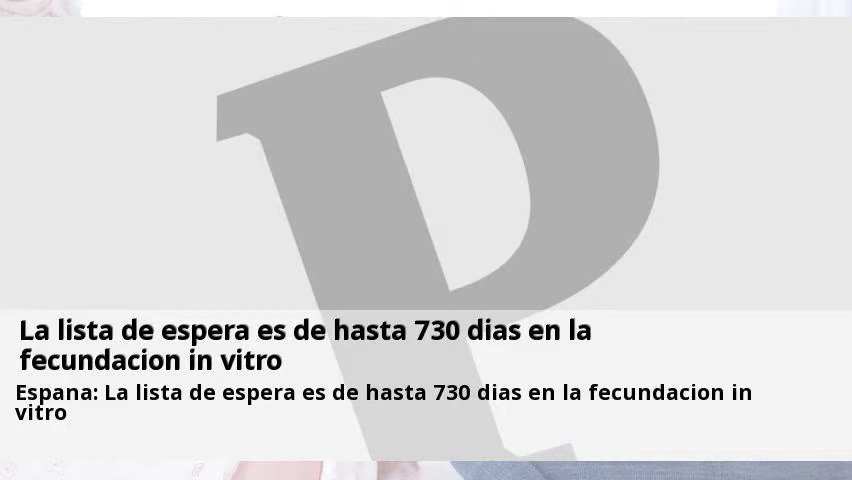 La lista de espera es de hasta 730 dias en la
fecundacion in vitro
Espana: La lista de espera es de hasta 730 dias en la fecundacion in
vitro